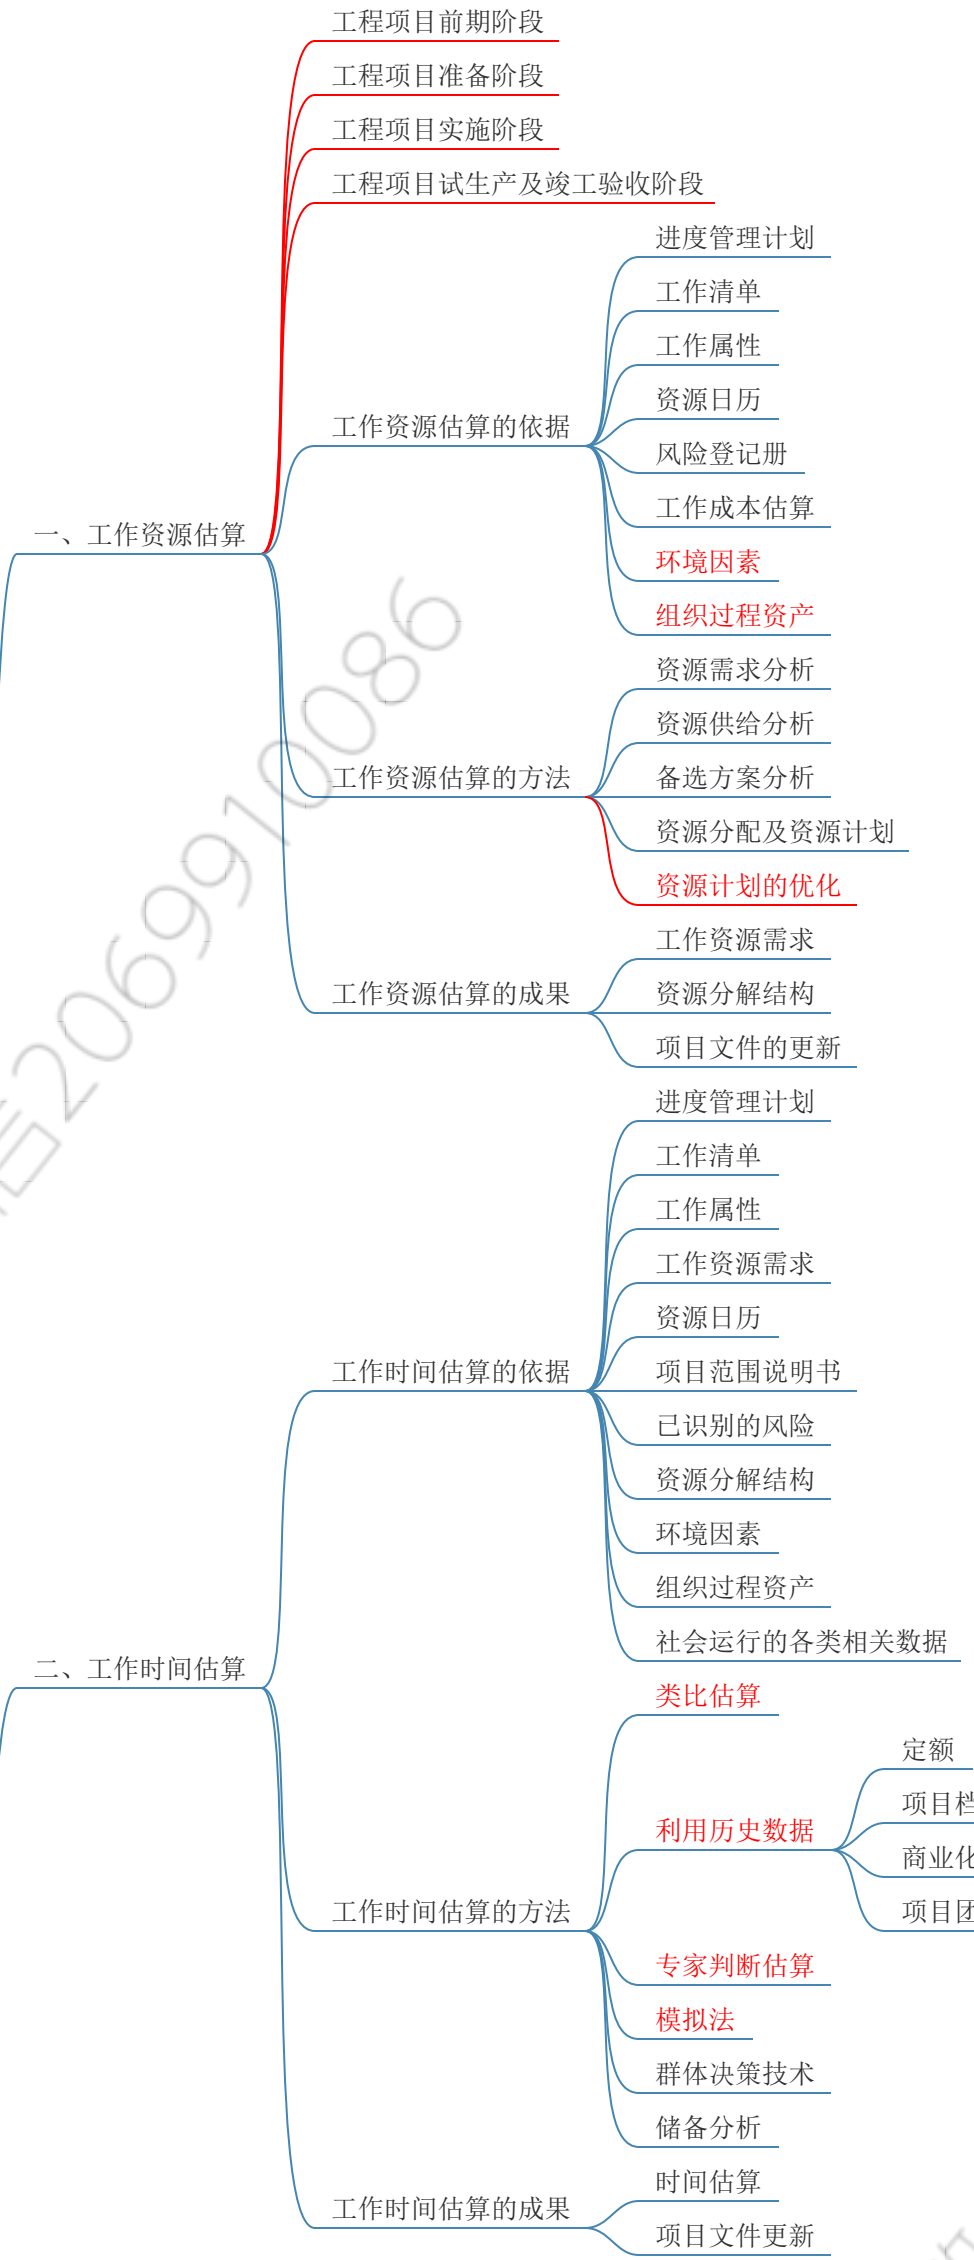 工程项目前期阶段
工程项目准备阶段
工程项目实施阶段
工程项目试生产及竣工验收阶段
进度管理计划
工作清单
工作属性
资源日历
工作资源估算的依据
风险登记册
工作成本估算
一、工作资源估算
环境因素
组织过程资产
资源需求分析
资源供给分析
工作资源估算的方法
备选方案分析
资源分配及资源计划
资源计划的优化
工作资源需求
工作资源估算的成果
资源分解结构
项目文件的更新
进度管理计划
工作清单
工作属性
工作资源需求
资源日历
工作时间估算的依据
项目范围说明书
已识别的风险
资源分解结构
环境因素
组织过程资产
社会运行的各类相关数据
二、工作时间估算
类比估算
定额
项目档
利用历史数据
商业化
项目团
工作时间估算的方法
专家判断估算
模拟法
群体决策技术
储备分析
时间估算
工作时间估算的成果
项目文件更新
信206991086